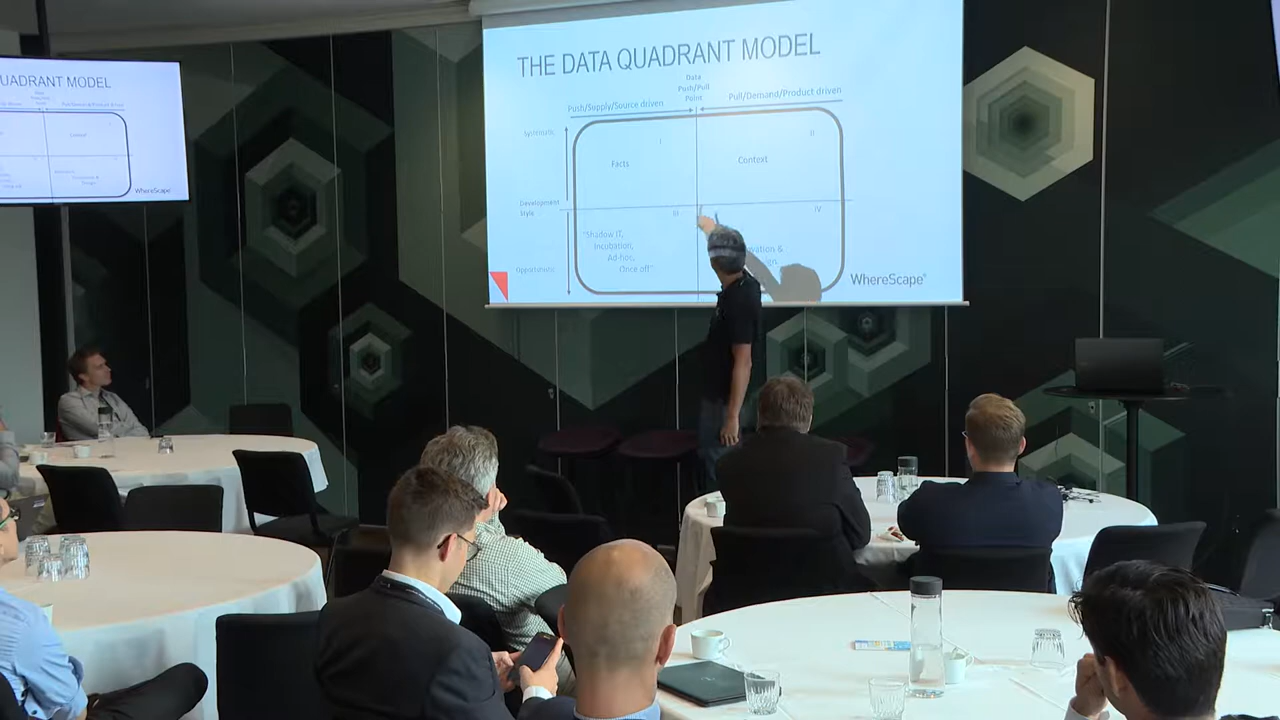 THE DATA QUADRANT MODEL
Data
Push/Pull
Point
Push/Supply/Source driven
Pull/Demand/Product driven
Systematic
I
II
Facts
Context
Development
Style
III
IV
"Shadow IT,
Incubation,
Ad-hoc,
Once off"
Opportunistic
WhereScape®
UADRANT MODEL
WhereScape®